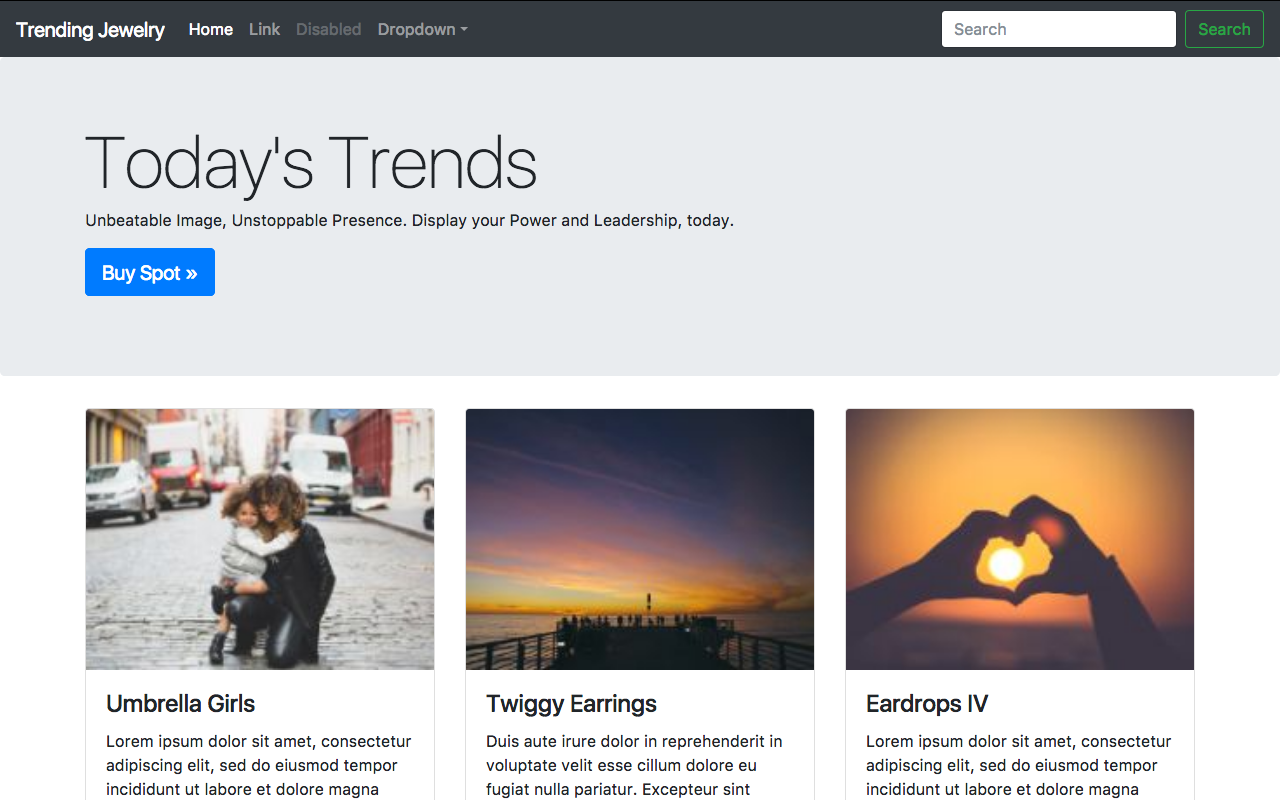 Trending Jewelry Home Link Disabled Dropdown Search Search
Today's Trends
Unbeatable Image, Unstoppable Presence. Display your Power and Leadership, today.
Buy Spot »
Umbrella Girls
Lorem ipsum dolor sit amet, consectetur
adipiscing elit, sed do eiusmod tempor
incididunt ut labore et dolore magna
Twiggy Earrings
Duis aute irure dolor in reprehenderit in
voluptate velit esse cillum dolore eu
fugiat nulla pariatur. Excepteur sint
Eardrops IV
Lorem ipsum dolor sit amet, consectetur
adipiscing elit, sed do eiusmod tempor
incididunt ut labore et dolore magna